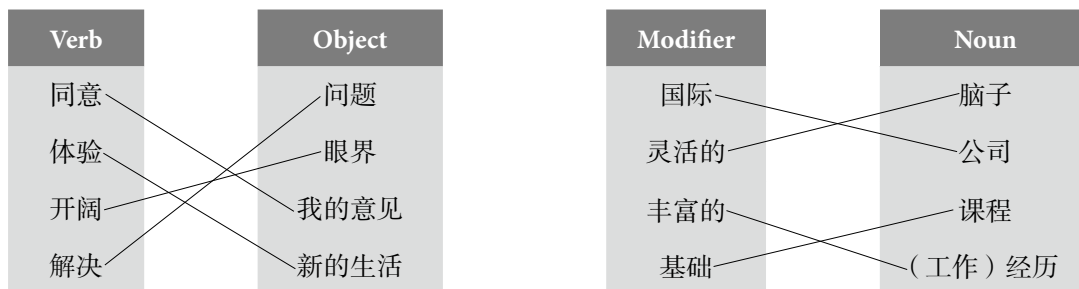 Verb Object Modifier Noun
同意 问题 国际 脑子
体验 眼界 灵活的 公司
开阔 我的意见 丰富的 课程
解决 新的生活 基础 （工作）经历